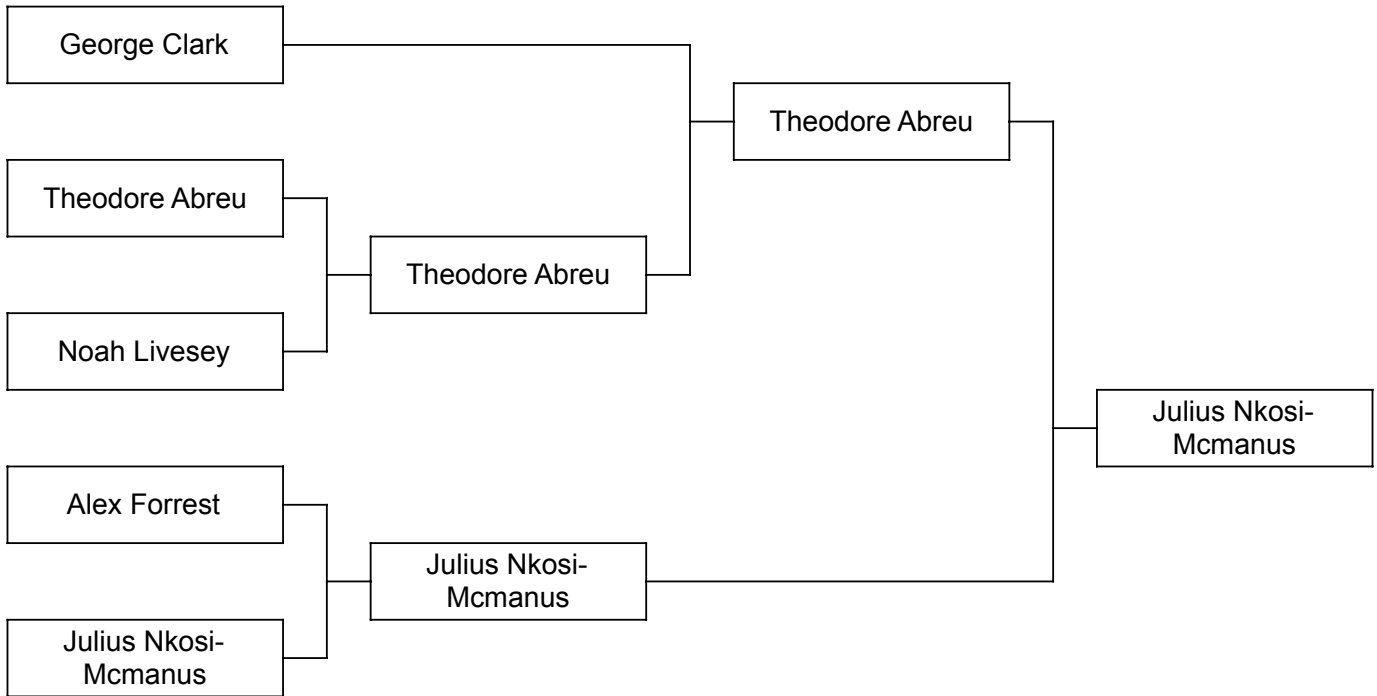 George Clark
Theodore Abreu
Theodore Abreu
Theodore Abreu
Noah Livesey
Julius Nkosi-
Mcmanus
Alex Forrest
Julius Nkosi-
Mcmanus
Julius Nkosi-
Mcmanus